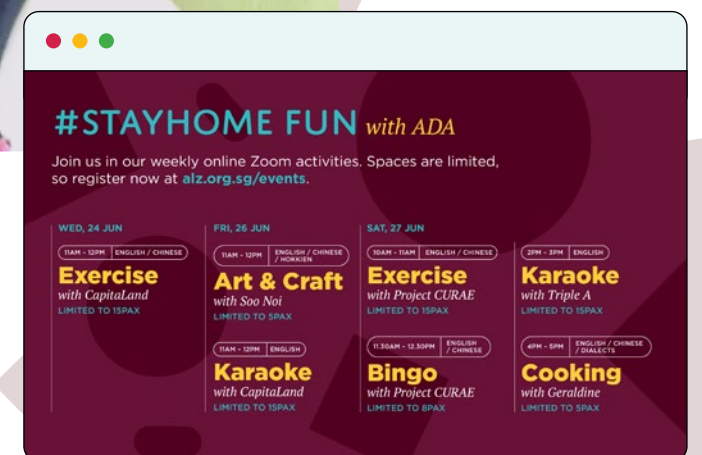 #STAYHOME FUN with ADA
Join us in our weekly online Zoom activities. Spaces are limited,
so register now at alz.org.sg/events.
WED, 24 JUN
11AM - 12PM | ENGLISH / CHINESE
Exercise
with CapitaLand
LIMITED TO 15PAX
FRI, 26 JUN
11AM - 12PM | ENGLISH / CHINESE
/ HOKKIEN
Art & Craft
with Soo Noi
LIMITED TO 5PAX
11AM - 12PM | ENGLISH
Karaoke
with CapitaLand
LIMITED TO 15PAX
SAT, 27 JUN
10AM - 11AM | ENGLISH / CHINESE
Exercise
with Project CURAE
LIMITED TO 15PAX
11.30AM - 12.30PM | ENGLISH
/ CHINESE
Bingo
with Project CURAE
LIMITED TO 8PAX
2PM - 3PM | ENGLISH
Karaoke
with Triple A
LIMITED TO 15PAX
4PM - 5PM | ENGLISH / CHINESE
/ DIALECTS
Cooking
with Geraldine
LIMITED TO 5PAX